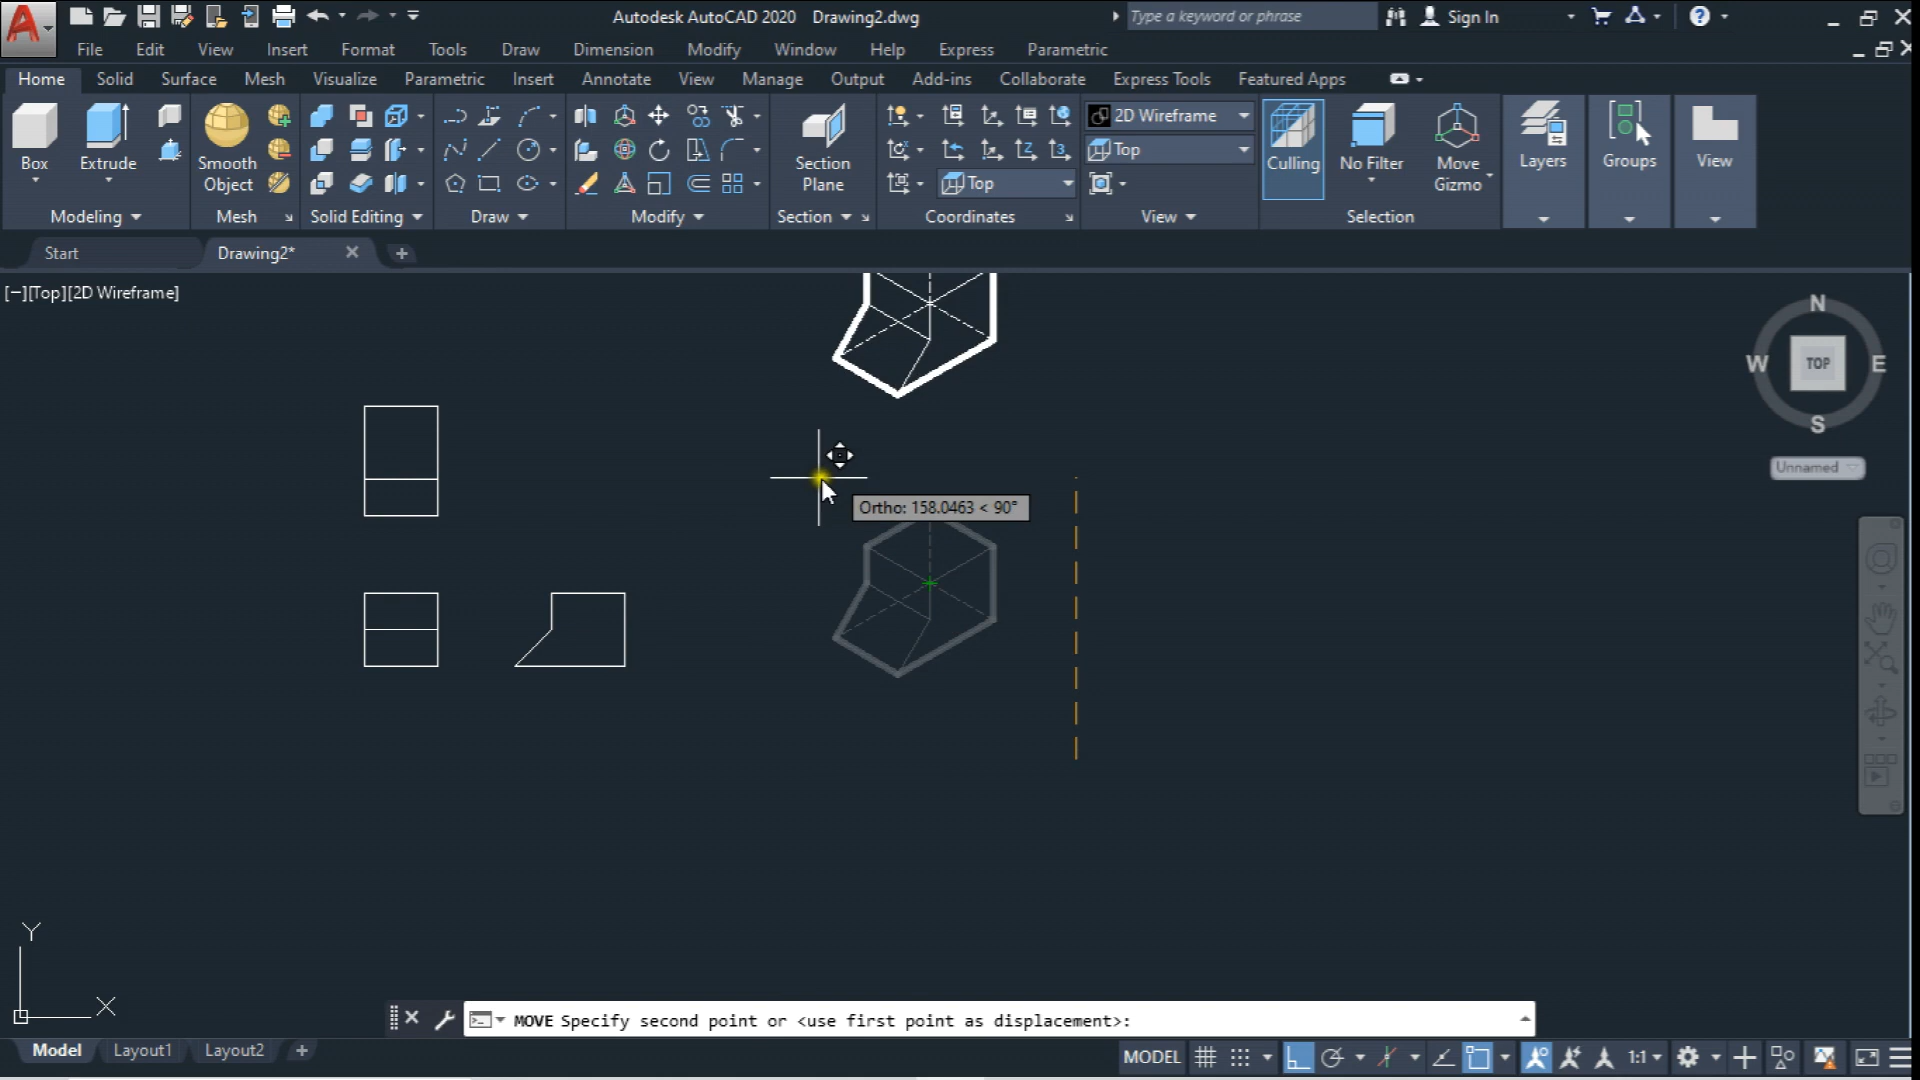 Autodesk AutoCAD 2020 Drawing2.dwg
Type a keyword or phrase
Sign In
File Edit View Insert Format Tools Draw Dimension Modify Window Help Express Parametric
Home Solid Surface Mesh Visualize Parametric Insert Annotate View Manage Output Add-ins Collaborate Express Tools Featured Apps
Box Extrude
Smooth Object
Section Plane
2D Wireframe
Top
Top
Culling
No Filter
Move Gizmo
Layers Groups View
Modeling Mesh Solid Editing Draw Modify Section Coordinates View Selection
Start Drawing2*
[−][Top][2D Wireframe]
N
W TOP E
S
Unnamed
Ortho: 158.0463 < 90°
Y
X
MOVE Specify second point or <use first point as displacement>:
Model Layout1 Layout2
MODEL 1:1